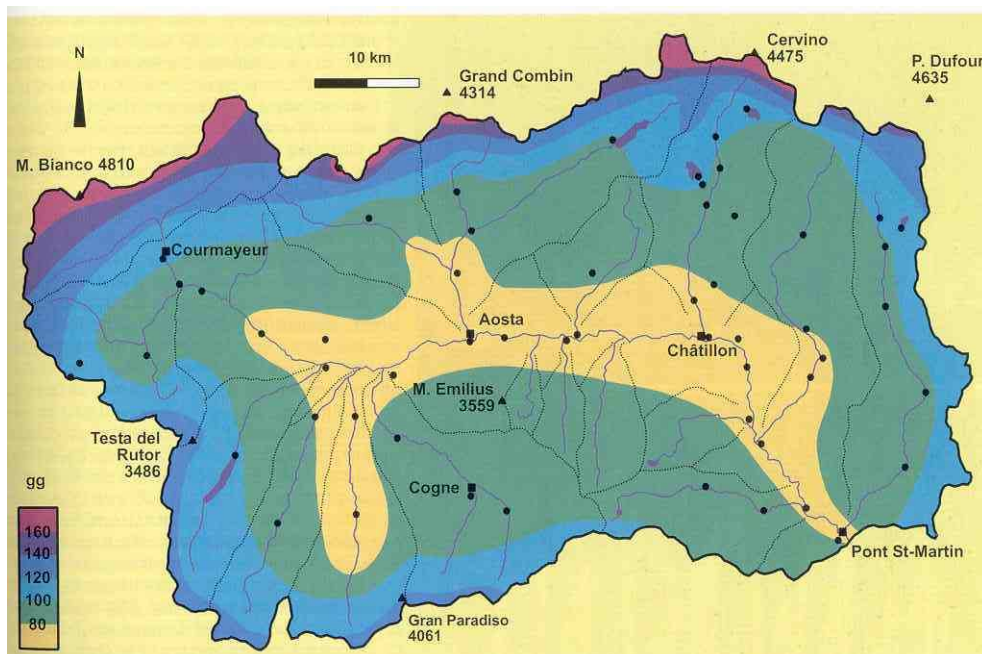 N
10 km
Grand Combin
4314
Cervino
4475
P. Dufour
4635
M. Bianco 4810
Courmayeur
Aosta
Châtillon
M. Emilius
3559
Testa del
Rutor
3486
Cogne
Pont St-Martin
Gran Paradiso
4061
gg
160
140
120
100
80